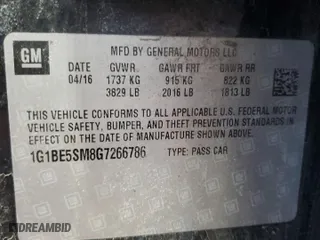 GM
MFD BY GENERAL MOTORS LLC
04/16 GVWR GAWR FRT GAWR RR
1737 KG 915 KG 822 KG
3829 LB 2016 LB 1813 LB
THIS VEHICLE CONFORMS TO ALL APPLICABLE U.S. FEDERAL MOTOR
VEHICLE SAFETY, BUMPER, AND THEFT PREVENTION STANDARDS IN
EFFECT ON THE DATE OF MANUFACTURE SHOWN ABOVE.
1G1BE5SM8G7266786 TYPE: PASS CAR
DREAMBID